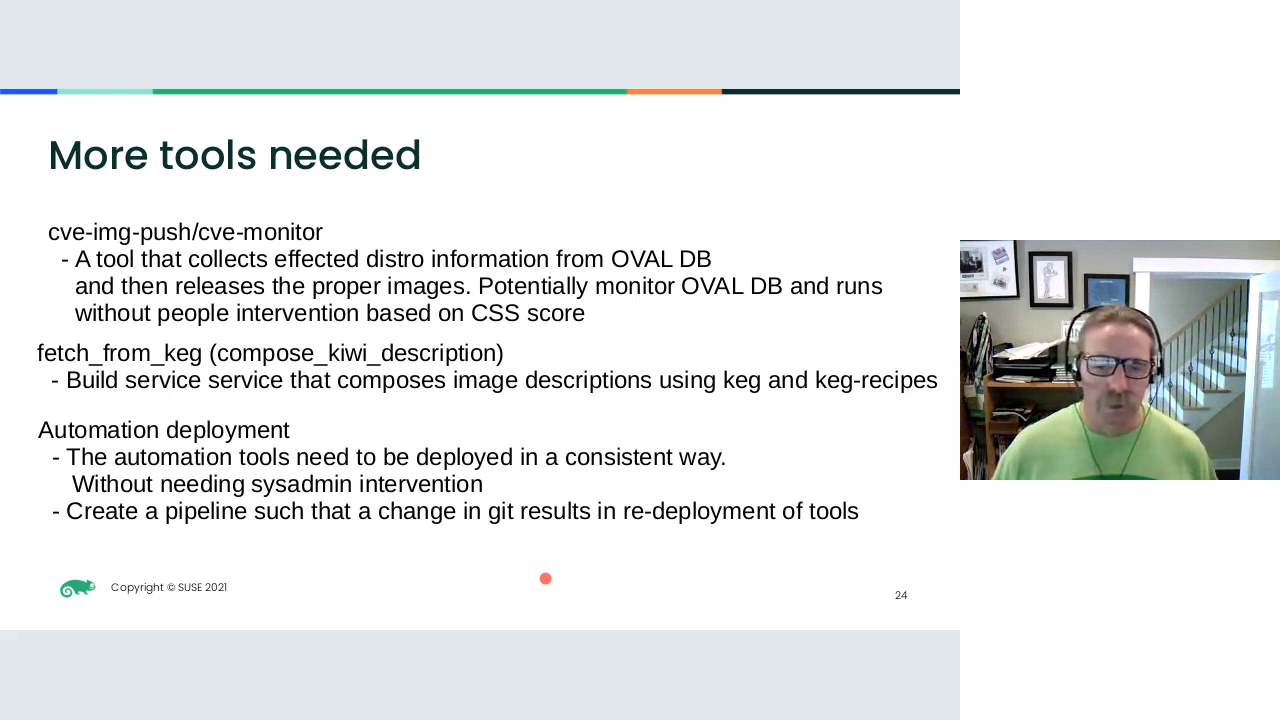 More tools needed
cve-img-push/cve-monitor
- A tool that collects effected distro information from OVAL DB
and then releases the proper images. Potentially monitor OVAL DB and runs
without people intervention based on CSS score
fetch_from_keg (compose_kiwi_description)
- Build service service that composes image descriptions using keg and keg-recipes
Automation deployment
- The automation tools need to be deployed in a consistent way.
Without needing sysadmin intervention
- Create a pipeline such that a change in git results in re-deployment of tools
Copyright © SUSE 2021
24